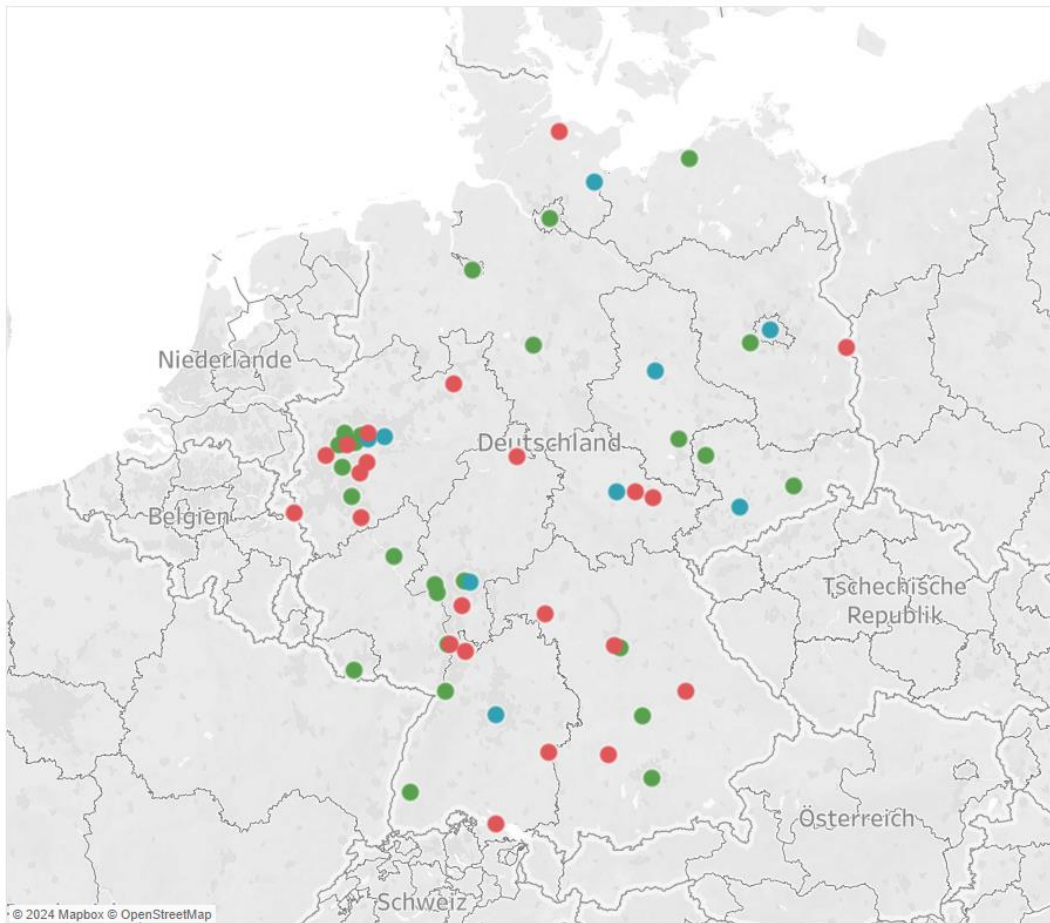 Niederlande
Deutschland
Belgien
Tschechische
Republik
Österreich
Schweiz
© 2024 Mapbox © OpenStreetMap